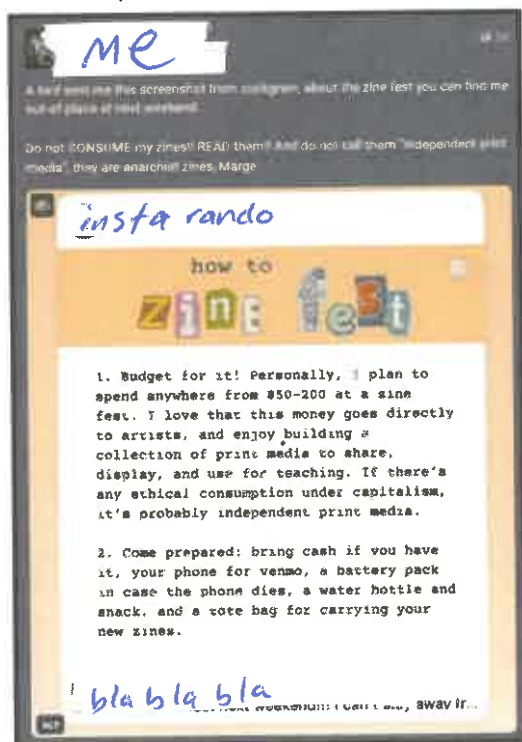 me
A bird sent me this screenshot from instagram, about the zine fest you can find me
out of place at next weekend.
Do not CONSUME my zines!! READ them!! And do not call them "independent print
media", they are anarchist zines, Marge
insta rando
how to
zine fest
1. Budget for it! Personally, I plan to
spend anywhere from $50-200 at a zine
fest. I love that this money goes directly
to artists, and enjoy building a
collection of print media to share,
display, and use for teaching. If there's
any ethical consumption under capitalism,
it's probably independent print media.
2. Come prepared: bring cash if you have
it, your phone for venmo, a battery pack
in case the phone dies, a water bottle and
snack, and a tote bag for carrying your
new zines.
bla bla bla
next weekend!! I can't